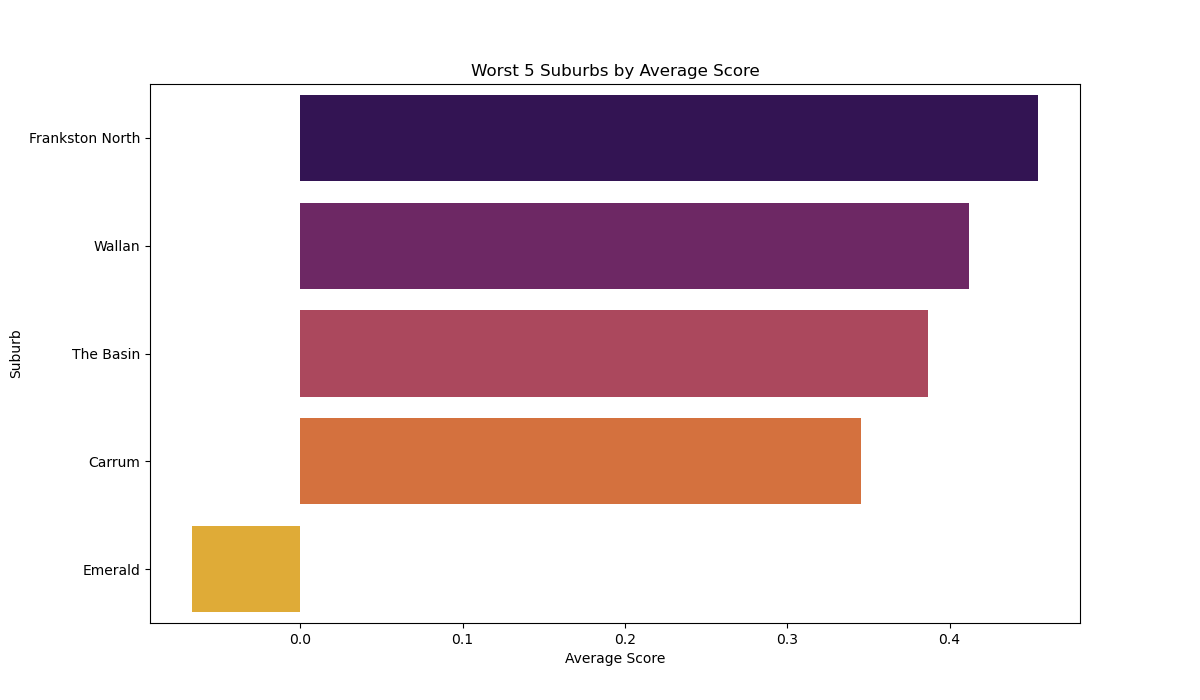 Worst 5 Suburbs by Average Score
Suburb
Frankston North
Wallan
The Basin
Carrum
Emerald
0.0 0.1 0.2 0.3 0.4
Average Score